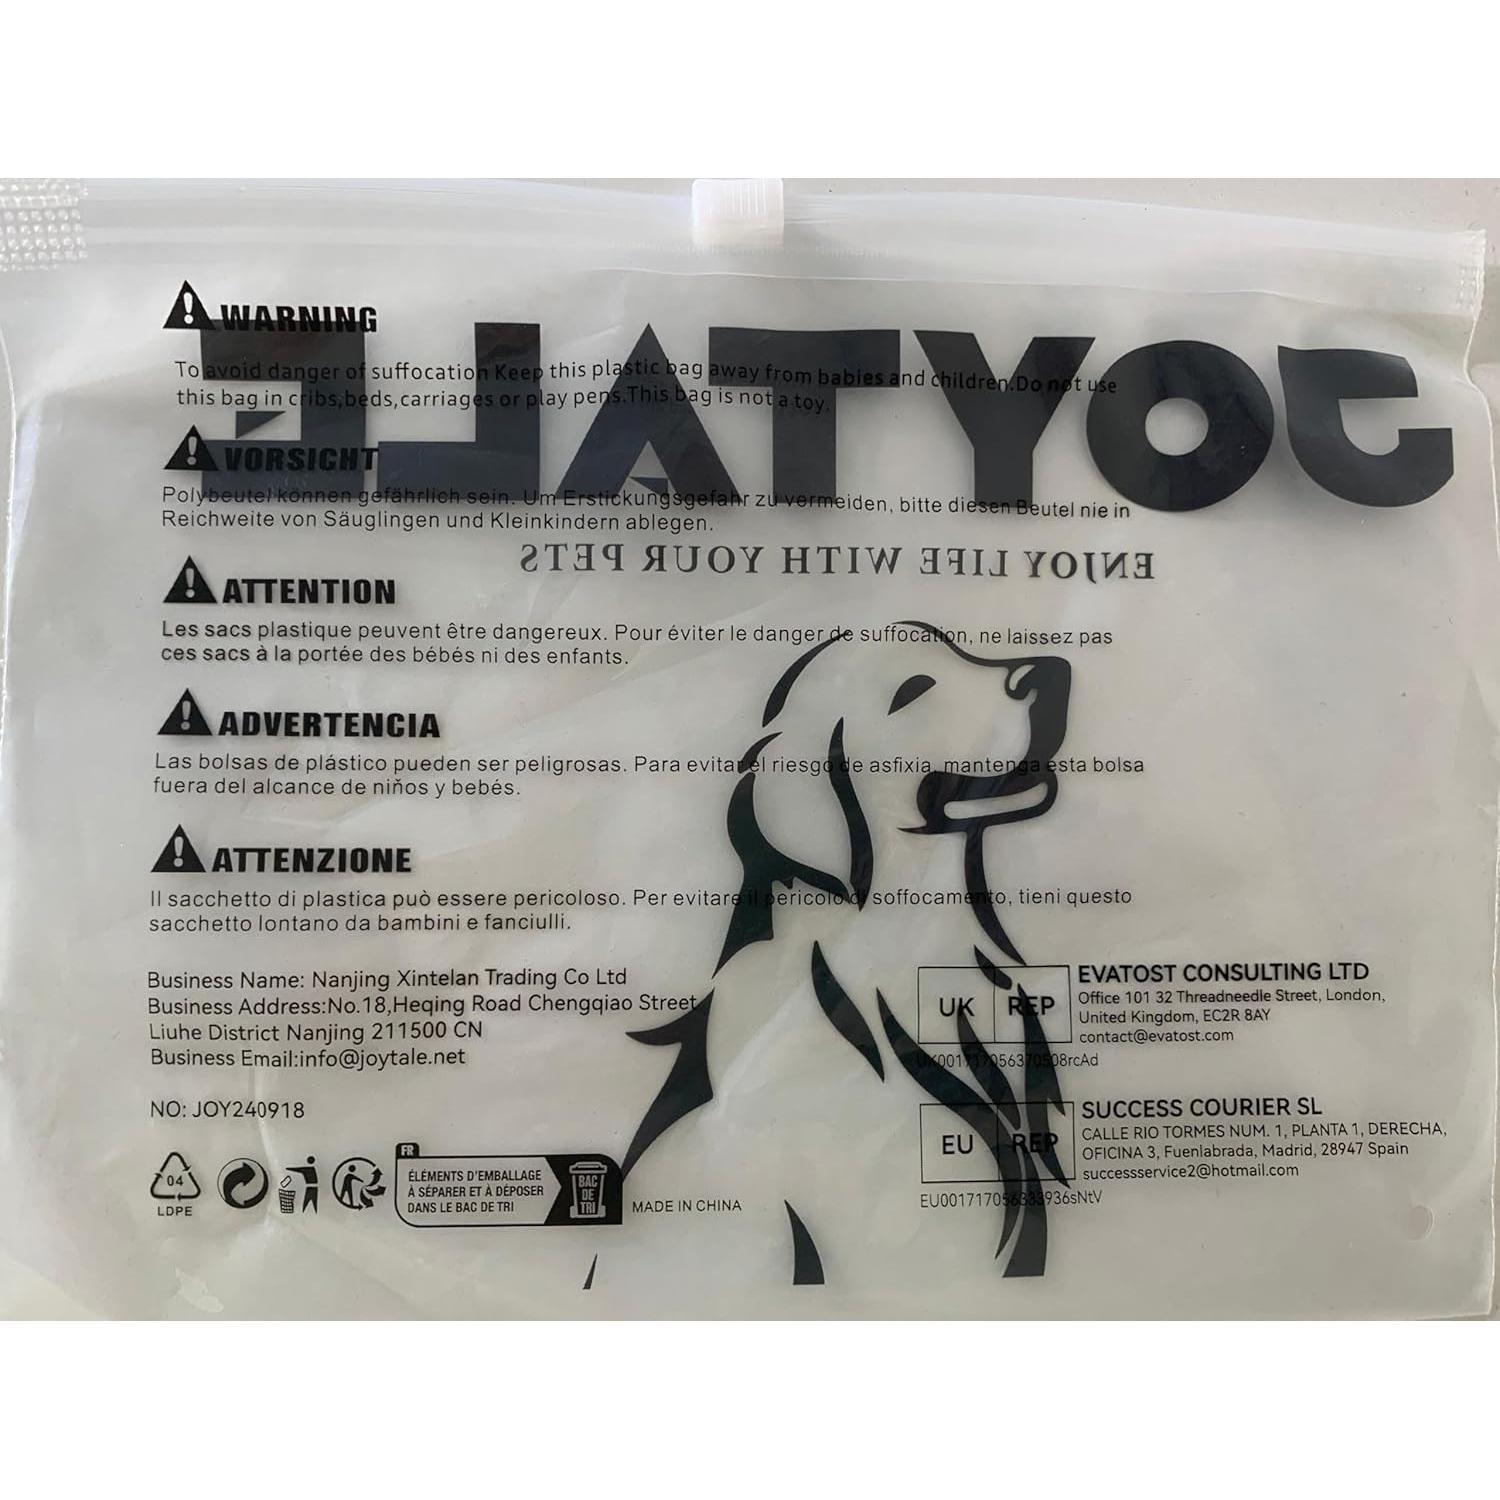 WARNING
To avoid danger of suffocation Keep this plastic bag away from babies and children.Do not use
this bag in cribs,beds,carriages or play pens.This bag is not a toy.
JOYTALE
VORSICHT
Polybeutel können gefährlich sein. Um Erstickungsgefahr zu vermeiden, bitte diesen Beutel nie in
Reichweite von Säuglingen und Kleinkindern ablegen.
ENJOY LIFE WITH YOUR PETS
ATTENTION
Les sacs plastique peuvent être dangereux. Pour éviter le danger de suffocation, ne laissez pas
ces sacs à la portée des bébés ni des enfants.
ADVERTENCIA
Las bolsas de plástico pueden ser peligrosas. Para evitar el riesgo de asfixia, mantenga esta bolsa
fuera del alcance de niños y bebés.
ATTENZIONE
Il sacchetto di plastica può essere pericoloso. Per evitare il pericolo di soffocamento, tieni questo
sacchetto lontano da bambini e fanciulli.
Business Name: Nanjing Xintelan Trading Co Ltd
Business Address:No.18,Heqing Road Chengqiao Street
Liuhe District Nanjing 211500 CN
Business Email:info@joytale.net
NO: JOY240918
UK REP
EVATOST CONSULTING LTD
Office 101 32 Threadneedle Street, London,
United Kingdom, EC2R 8AY
contact@evatost.com
UK001717056370508rcAd
EU REP
SUCCESS COURIER SL
CALLE RIO TORMES NUM. 1, PLANTA 1, DERECHA,
OFICINA 3, Fuenlabrada, Madrid, 28947 Spain
successservice2@hotmail.com
EU001717056333936sNtV
04
LDPE
FR
ÉLÉMENTS D'EMBALLAGE
À SÉPARER ET À DÉPOSER
DANS LE BAC DE TRI
BAC
DE
TRI
MADE IN CHINA